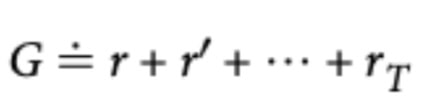 G ≐ r + r′ + ⋯ + r_T